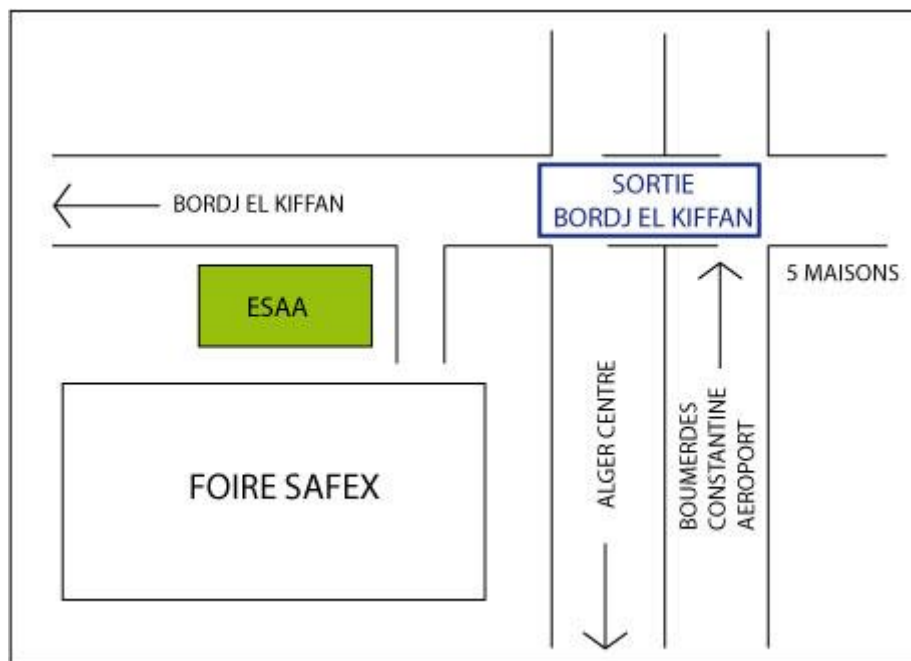 SORTIE
BORDJ EL KIFFAN
BORDJ EL KIFFAN
5 MAISONS
ESAA
FOIRE SAFEX
ALGER CENTRE
BOUMERDES
CONSTANTINE
AEROPORT